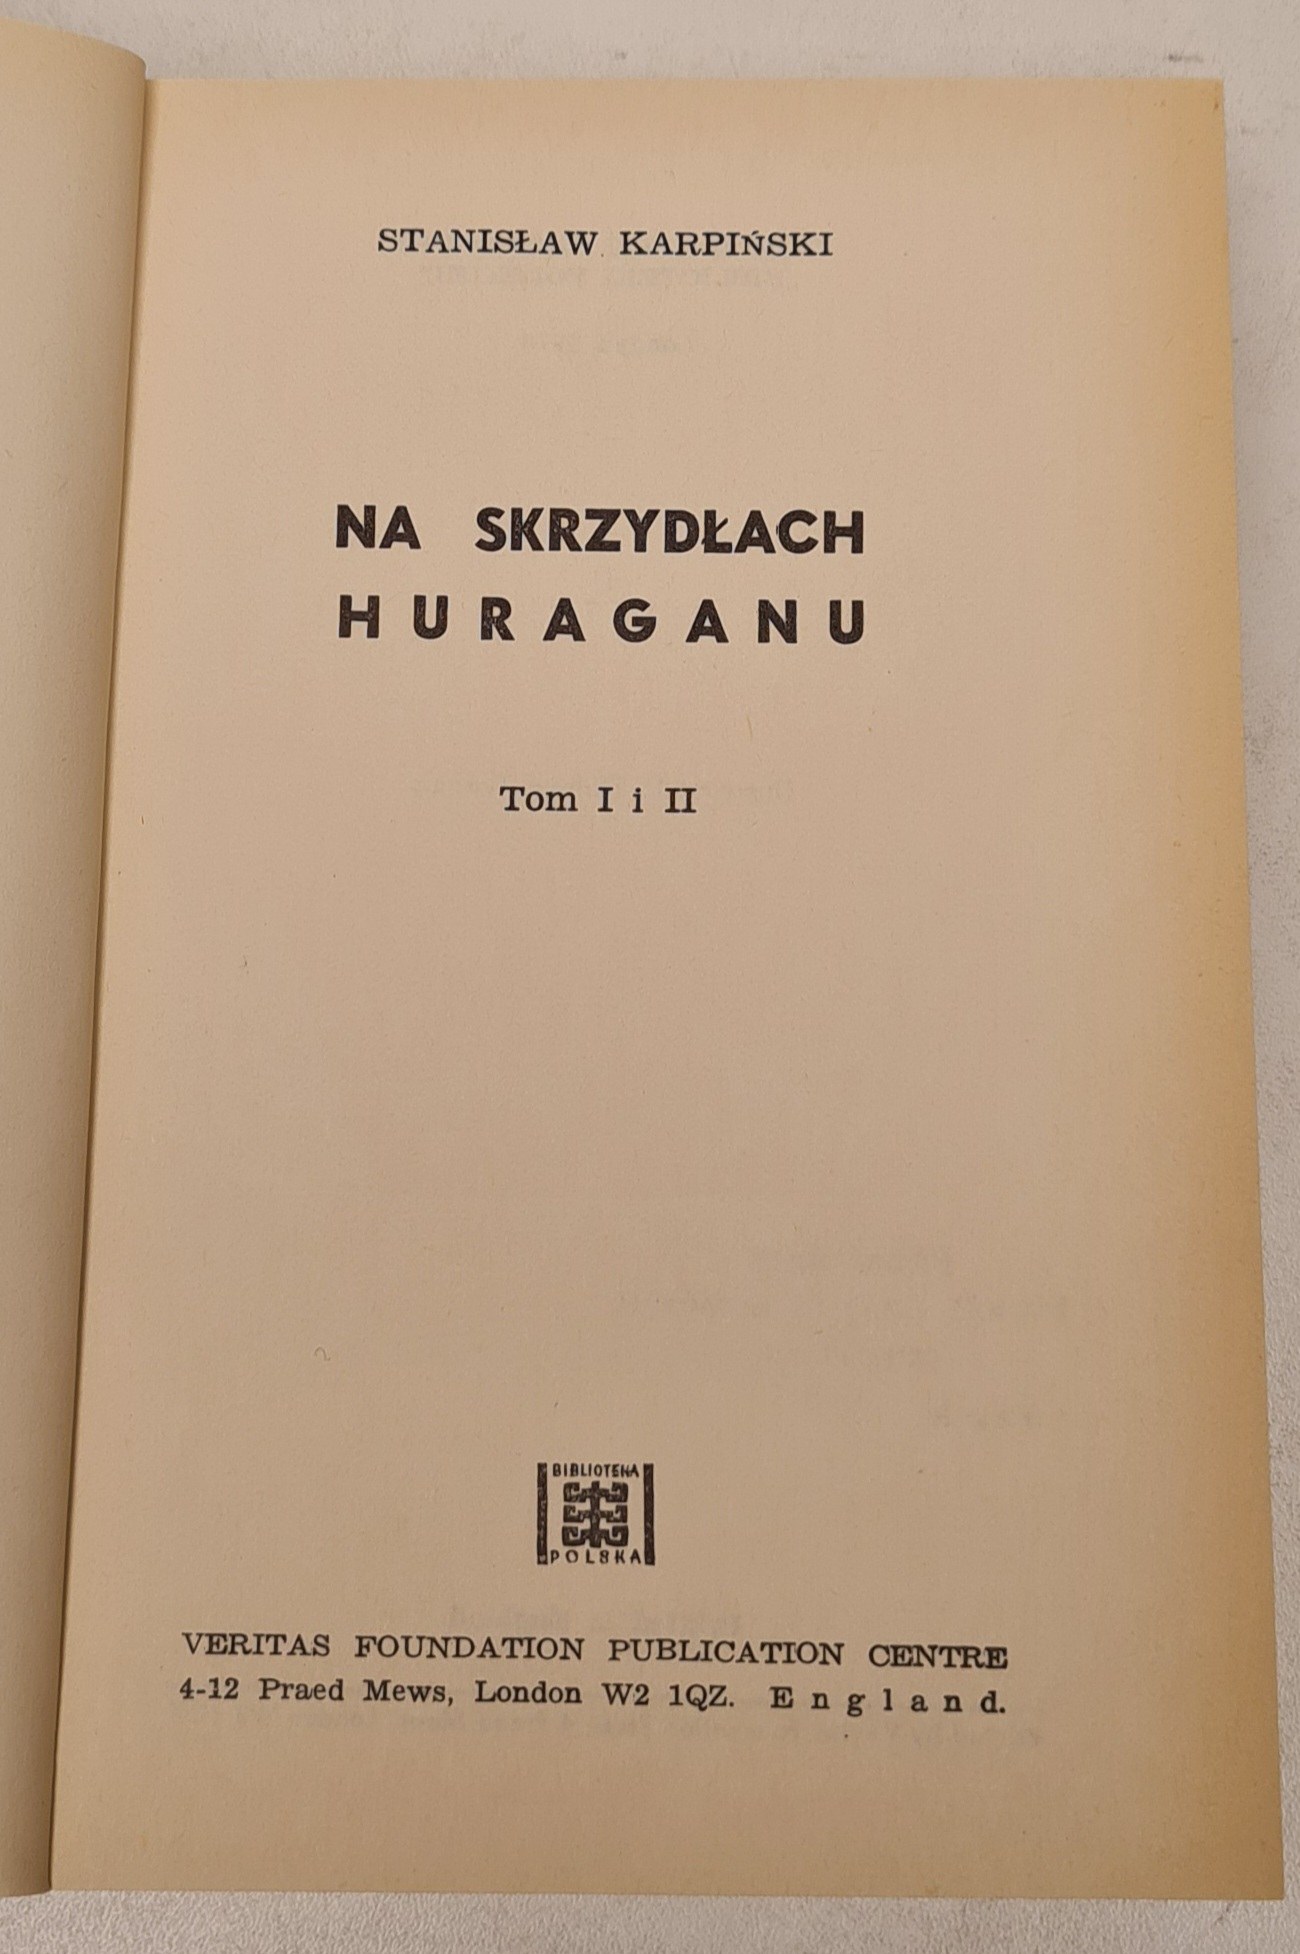 STANISŁAW KARPIŃSKI
NA SKRZYDŁACH
HURAGANU
Tom I i II
BIBLIOTEKA
POLSKA
VERITAS FOUNDATION PUBLICATION CENTRE
4-12 Praed Mews, London W2 1QZ. England.